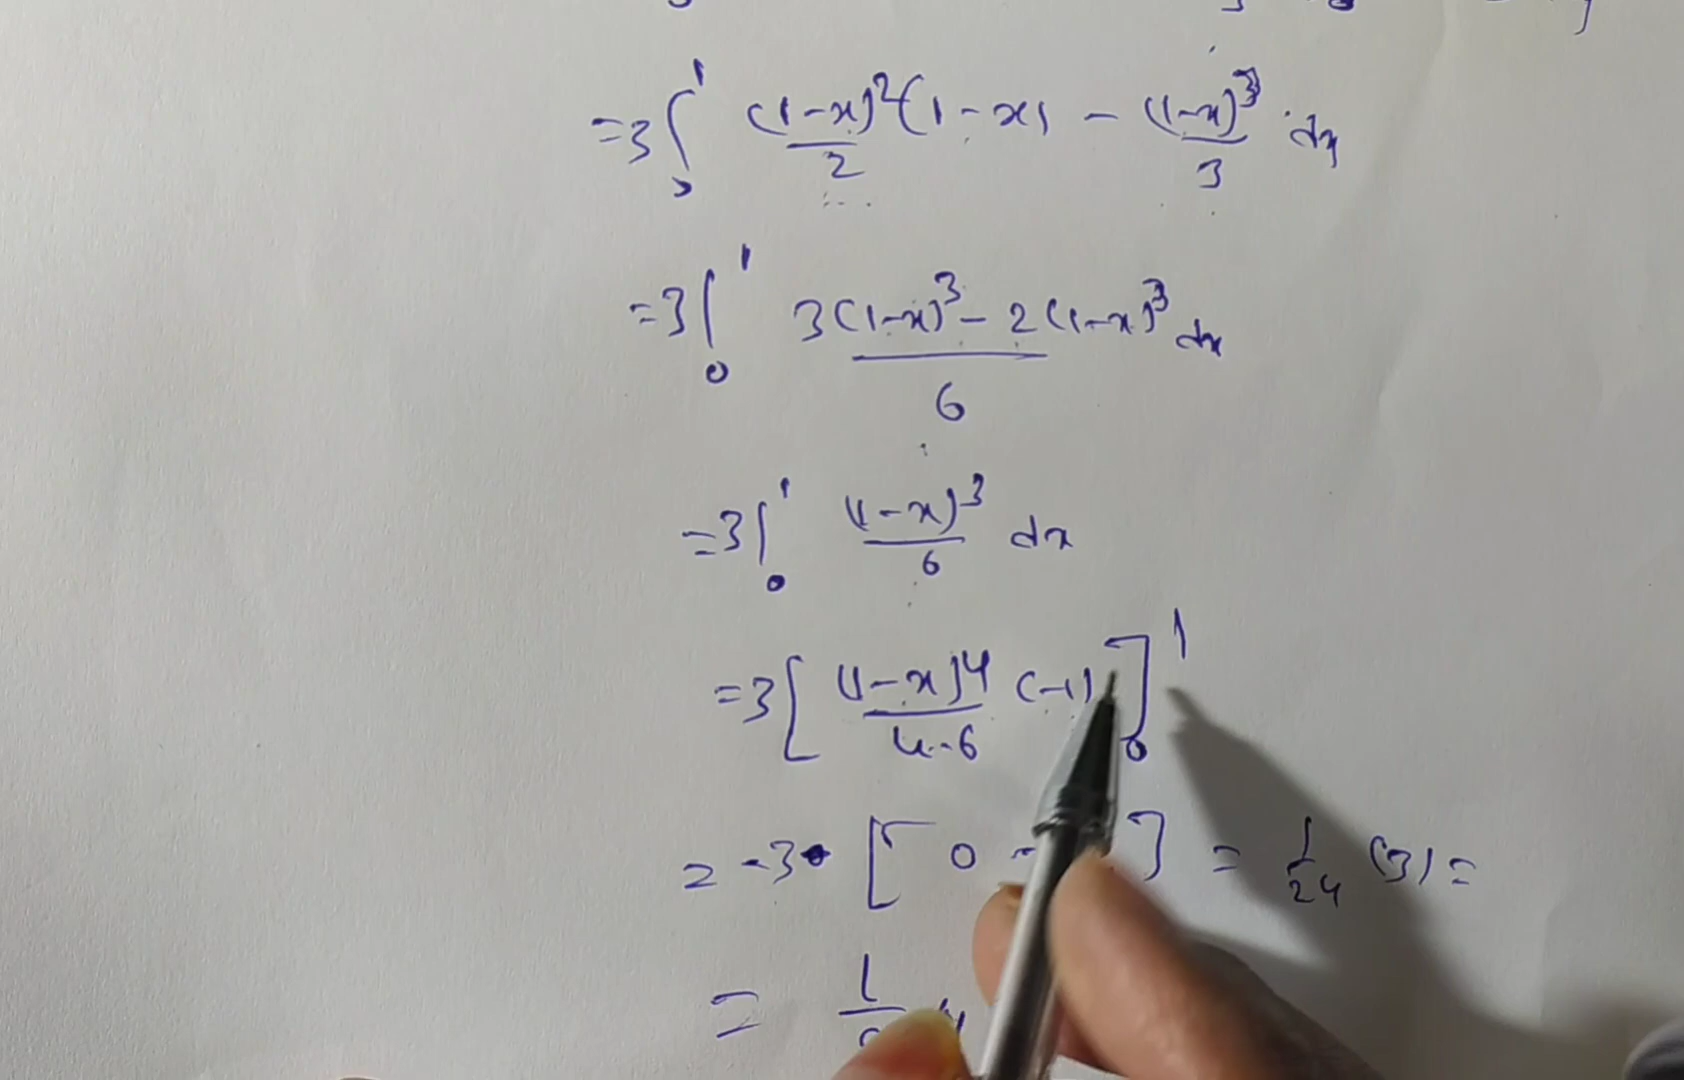 =3∫₀¹ (1-x)²/2 (1-x) - (1-x)³/3 dx
=3∫₀¹ 3(1-x)³ - 2(1-x)³ / 6 dx
=3∫₀¹ (1-x)³/6 dx
=3[(1-x)⁴/4·6 (-1)]₀¹
= -3[0 - ] = 1/24 (3) =
= 1/